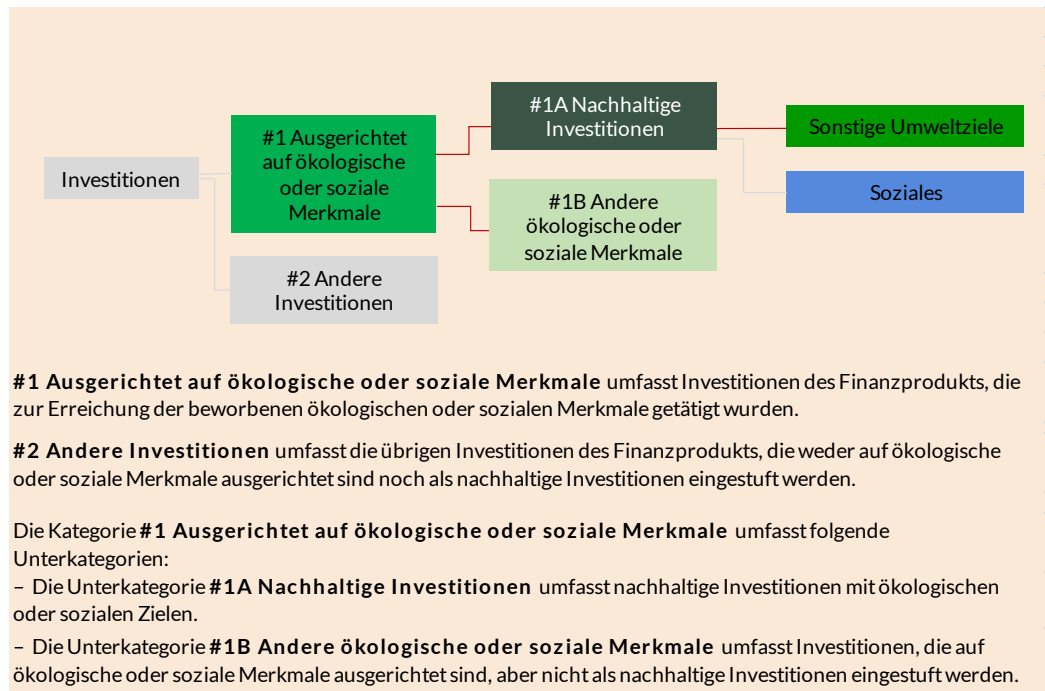 #1A Nachhaltige
Investitionen
Sonstige Umweltziele
#1 Ausgerichtet
auf ökologische
oder soziale
Merkmale
Investitionen
Soziales
#1B Andere
ökologische oder
soziale Merkmale
#2 Andere
Investitionen
#1 Ausgerichtet auf ökologische oder soziale Merkmale umfasst Investitionen des Finanzprodukts, die
zur Erreichung der beworbenen ökologischen oder sozialen Merkmale getätigt wurden.
#2 Andere Investitionen umfasst die übrigen Investitionen des Finanzprodukts, die weder auf ökologische
oder soziale Merkmale ausgerichtet sind noch als nachhaltige Investitionen eingestuft werden.
Die Kategorie #1 Ausgerichtet auf ökologische oder soziale Merkmale umfasst folgende
Unterkategorien:
– Die Unterkategorie #1A Nachhaltige Investitionen umfasst nachhaltige Investitionen mit ökologischen
oder sozialen Zielen.
– Die Unterkategorie #1B Andere ökologische oder soziale Merkmale umfasst Investitionen, die auf
ökologische oder soziale Merkmale ausgerichtet sind, aber nicht als nachhaltige Investitionen eingestuft werden.